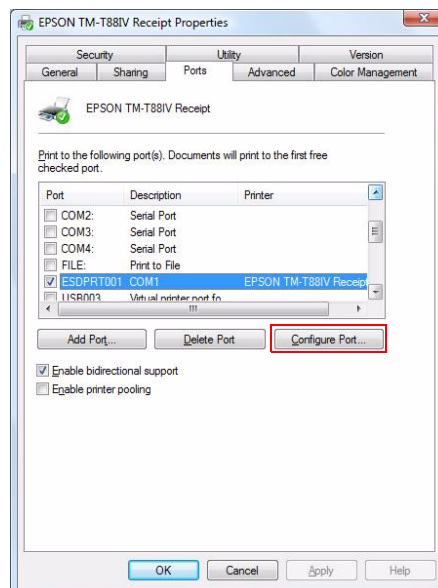 EPSON TM-T88IV Receipt Properties
Security Utility Version
General Sharing Ports Advanced Color Management
EPSON TM-T88IV Receipt
Print to the following port(s). Documents will print to the first free
checked port.
Port Description Printer
COM2: Serial Port
COM3: Serial Port
COM4: Serial Port
FILE: Print to File
ESDPRT001 COM1 EPSON TM-T88IV Receipt
USB003 Virtual printer port fo
Add Port... Delete Port Configure Port...
Enable bidirectional support
Enable printer pooling
OK Cancel Apply Help